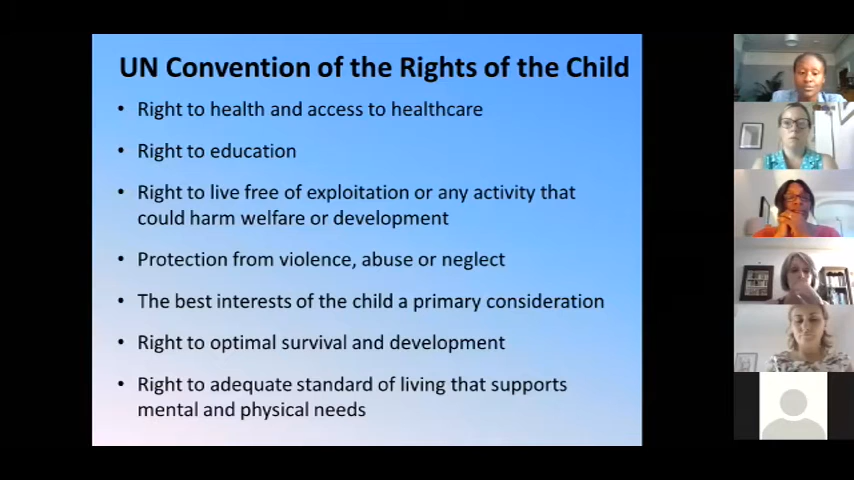 UN Convention of the Rights of the Child
• Right to health and access to healthcare
• Right to education
• Right to live free of exploitation or any activity that
could harm welfare or development
• Protection from violence, abuse or neglect
• The best interests of the child a primary consideration
• Right to optimal survival and development
• Right to adequate standard of living that supports
mental and physical needs